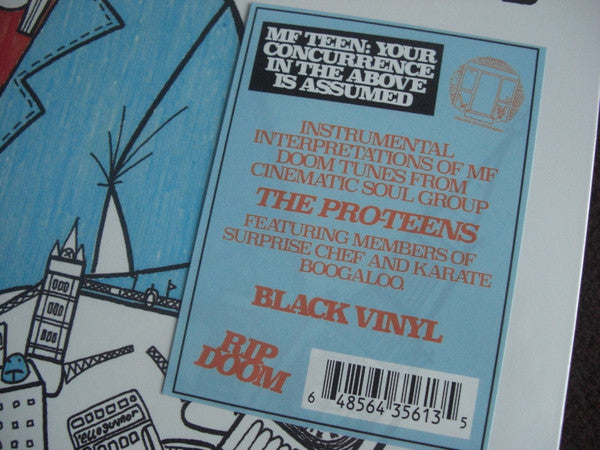 MF TEEN: YOUR
CONCURRENCE
IN THE ABOVE
IS ASSUMED
INSTRUMENTAL
INTERPRETATIONS OF MF
DOOM TUNES FROM
CINEMATIC SOUL GROUP
THE PRO-TEENS
FEATURING MEMBERS OF
SURPRISE CHEF AND KARATE
BOOGALOO.
BLACK VINYL
RIP
DOOM
6 48564 35613 5